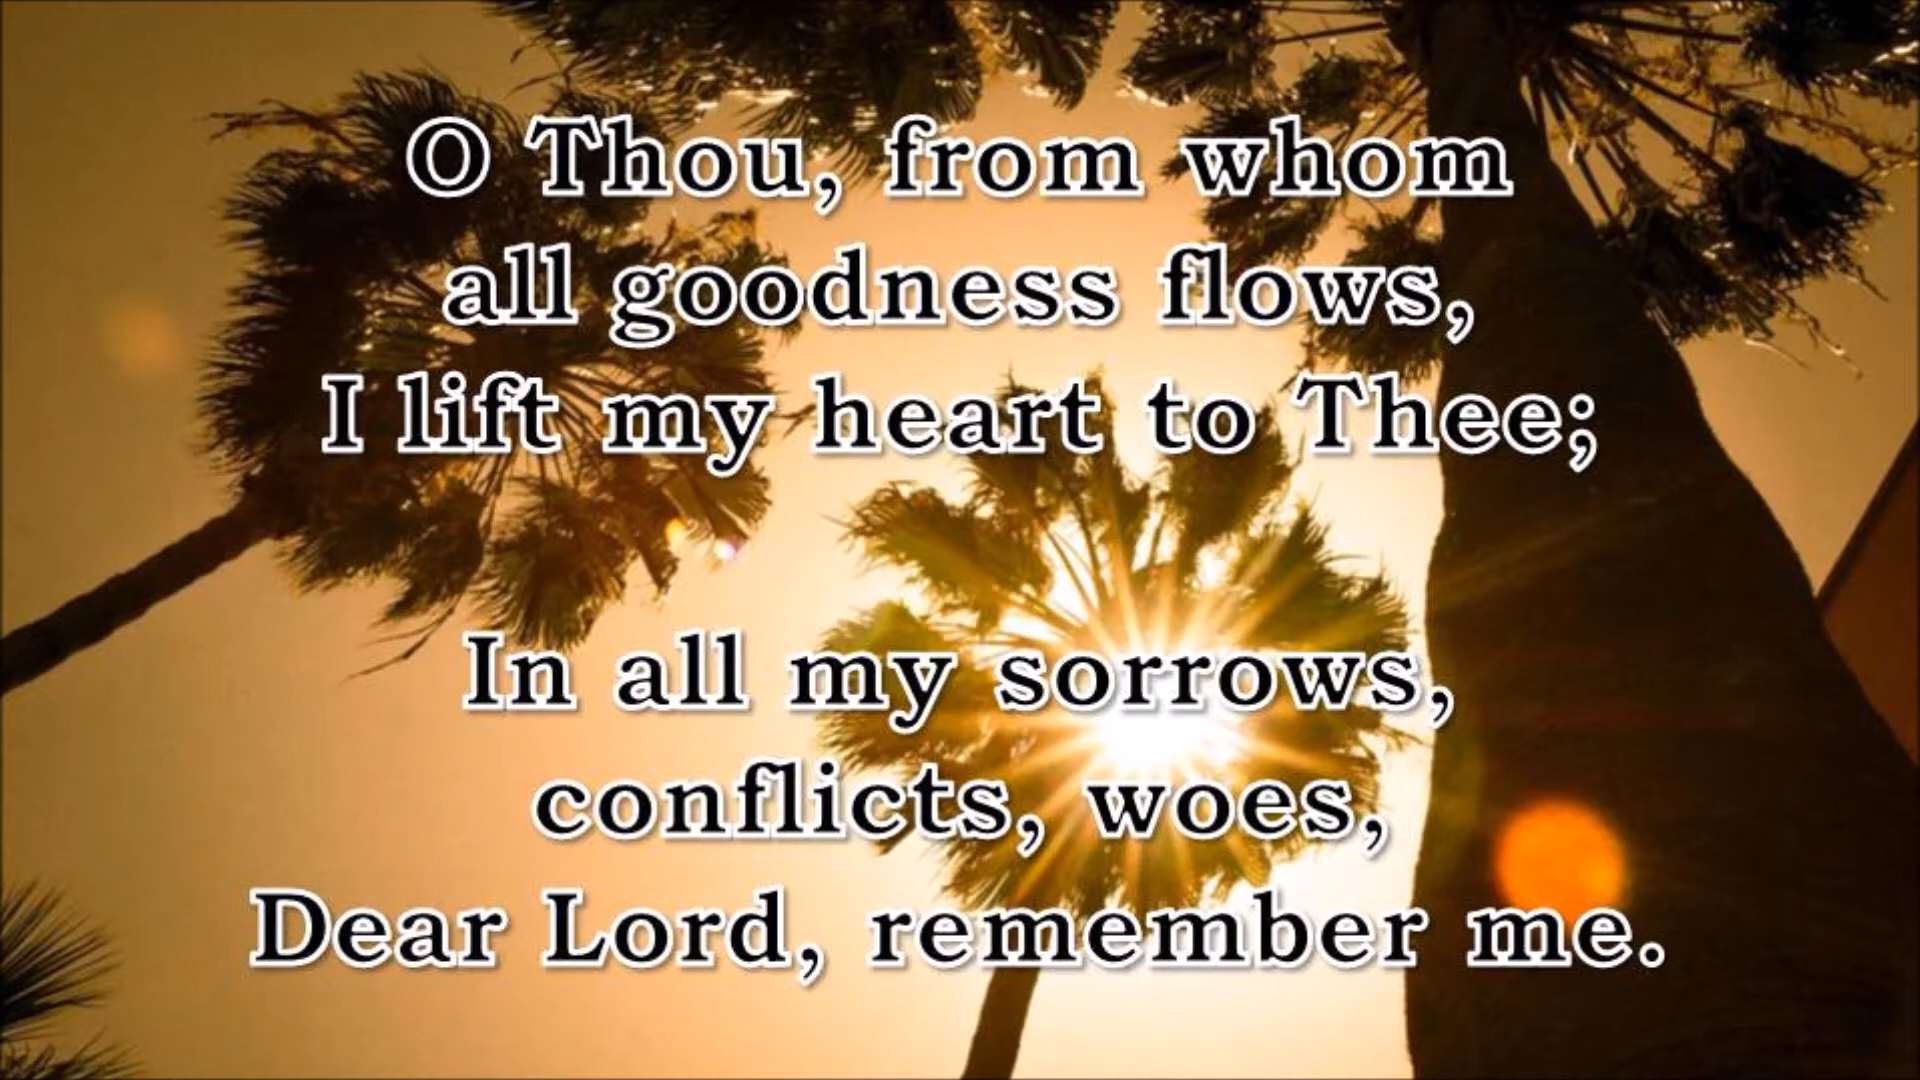 O Thou, from whom
all goodness flows,
I lift my heart to Thee;
In all my sorrows,
conflicts, woes,
Dear Lord, remember me.